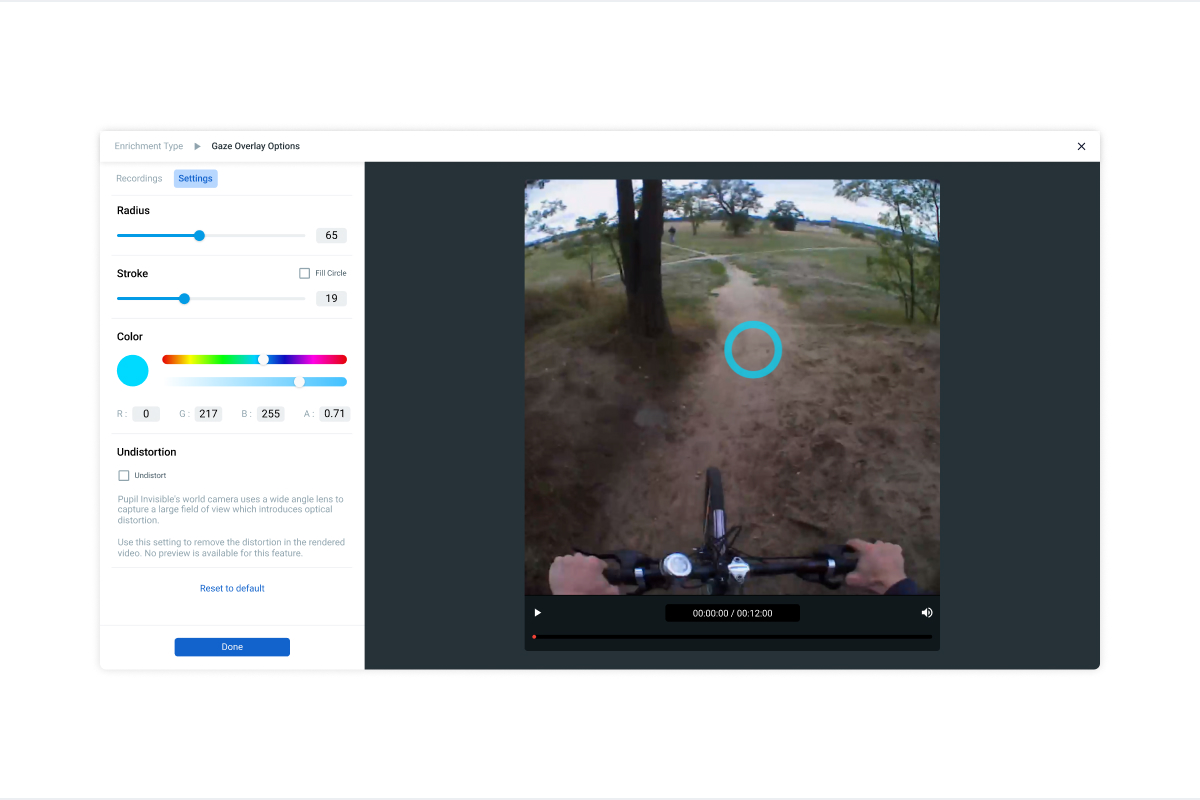 Enrichment Type Gaze Overlay Options
Recordings Settings
Radius
65
Stroke Fill Circle
19
Color
R : 0 G : 217 B : 255 A : 0.71
Undistortion
Undistort
Pupil Invisible's world camera uses a wide angle lens to
capture a large field of view which introduces optical
distortion.
Use this setting to remove the distortion in the rendered
video. No preview is available for this feature.
Reset to default
Done
00:00:00 / 00:12:00